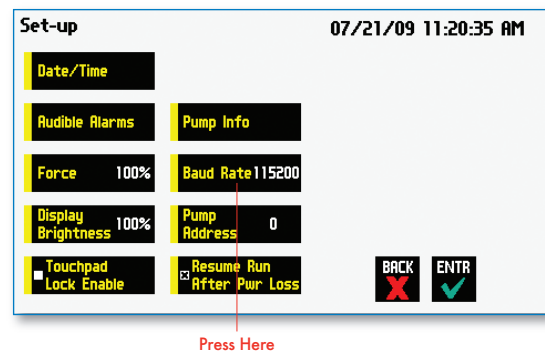 Set-up 07/21/09 11:20:35 AM
Date/Time
Audible Alarms
Pump Info
Force 100%
Baud Rate 115200
Display
Brightness 100%
Pump
Address 0
Touchpad
Lock Enable
Resume Run
After Pwr Loss
BACK
ENTR
Press Here